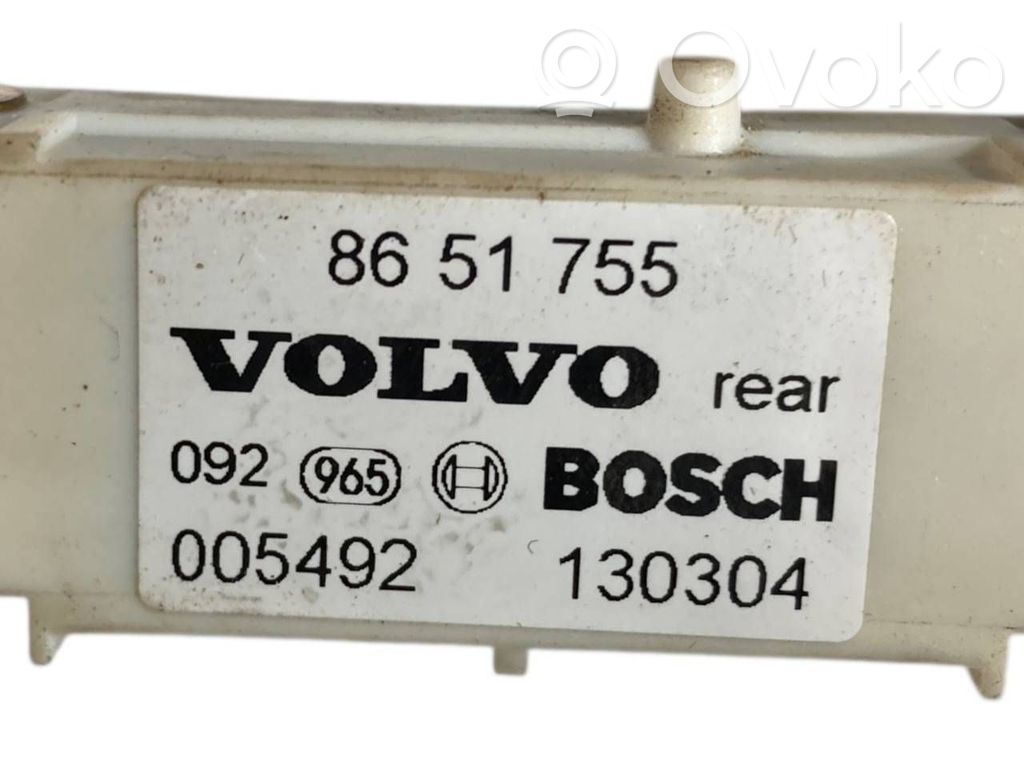 Ovoko
86 51 755
VOLVO rear
092 965 BOSCH
005492 130304